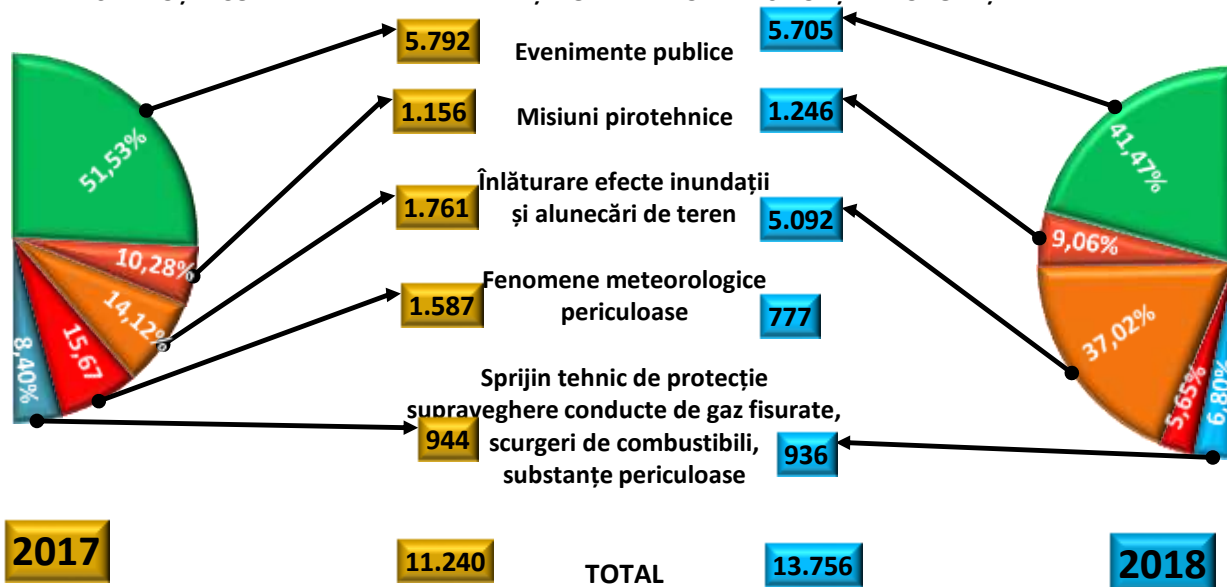 5.792
Evenimente publice
5.705
1.156
Misiuni pirotehnice
1.246
Înlăturare efecte inundații
și alunecări de teren
1.761
5.092
Fenomene meteorologice
periculoase
1.587
777
Sprijin tehnic de protecție
supraveghere conducte de gaz fisurate,
scurgeri de combustibili,
substanțe periculoase
944
936
51,53%
10,28%
14,12%
15,67
8,40%
41,47%
9,06%
37,02%
5,65%
6,80%
2017
11.240
TOTAL
13.756
2018